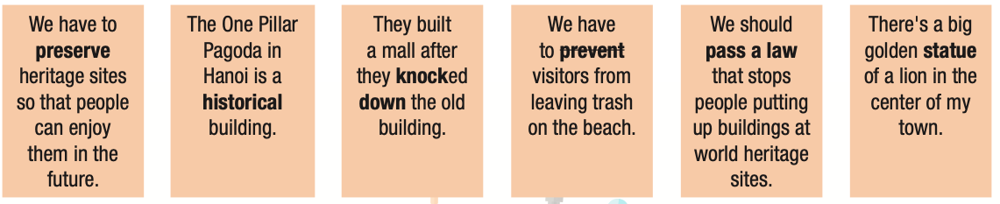 We have to
preserve
heritage sites
so that people
can enjoy
them in the
future.
The One Pillar
Pagoda in
Hanoi is a
historical
building.
They built
a mall after
they knocked
down the old
building.
We have
to prevent
visitors from
leaving trash
on the beach.
We should
pass a law
that stops
people putting
up buildings at
world heritage
sites.
There's a big
golden statue
of a lion in the
center of my
town.